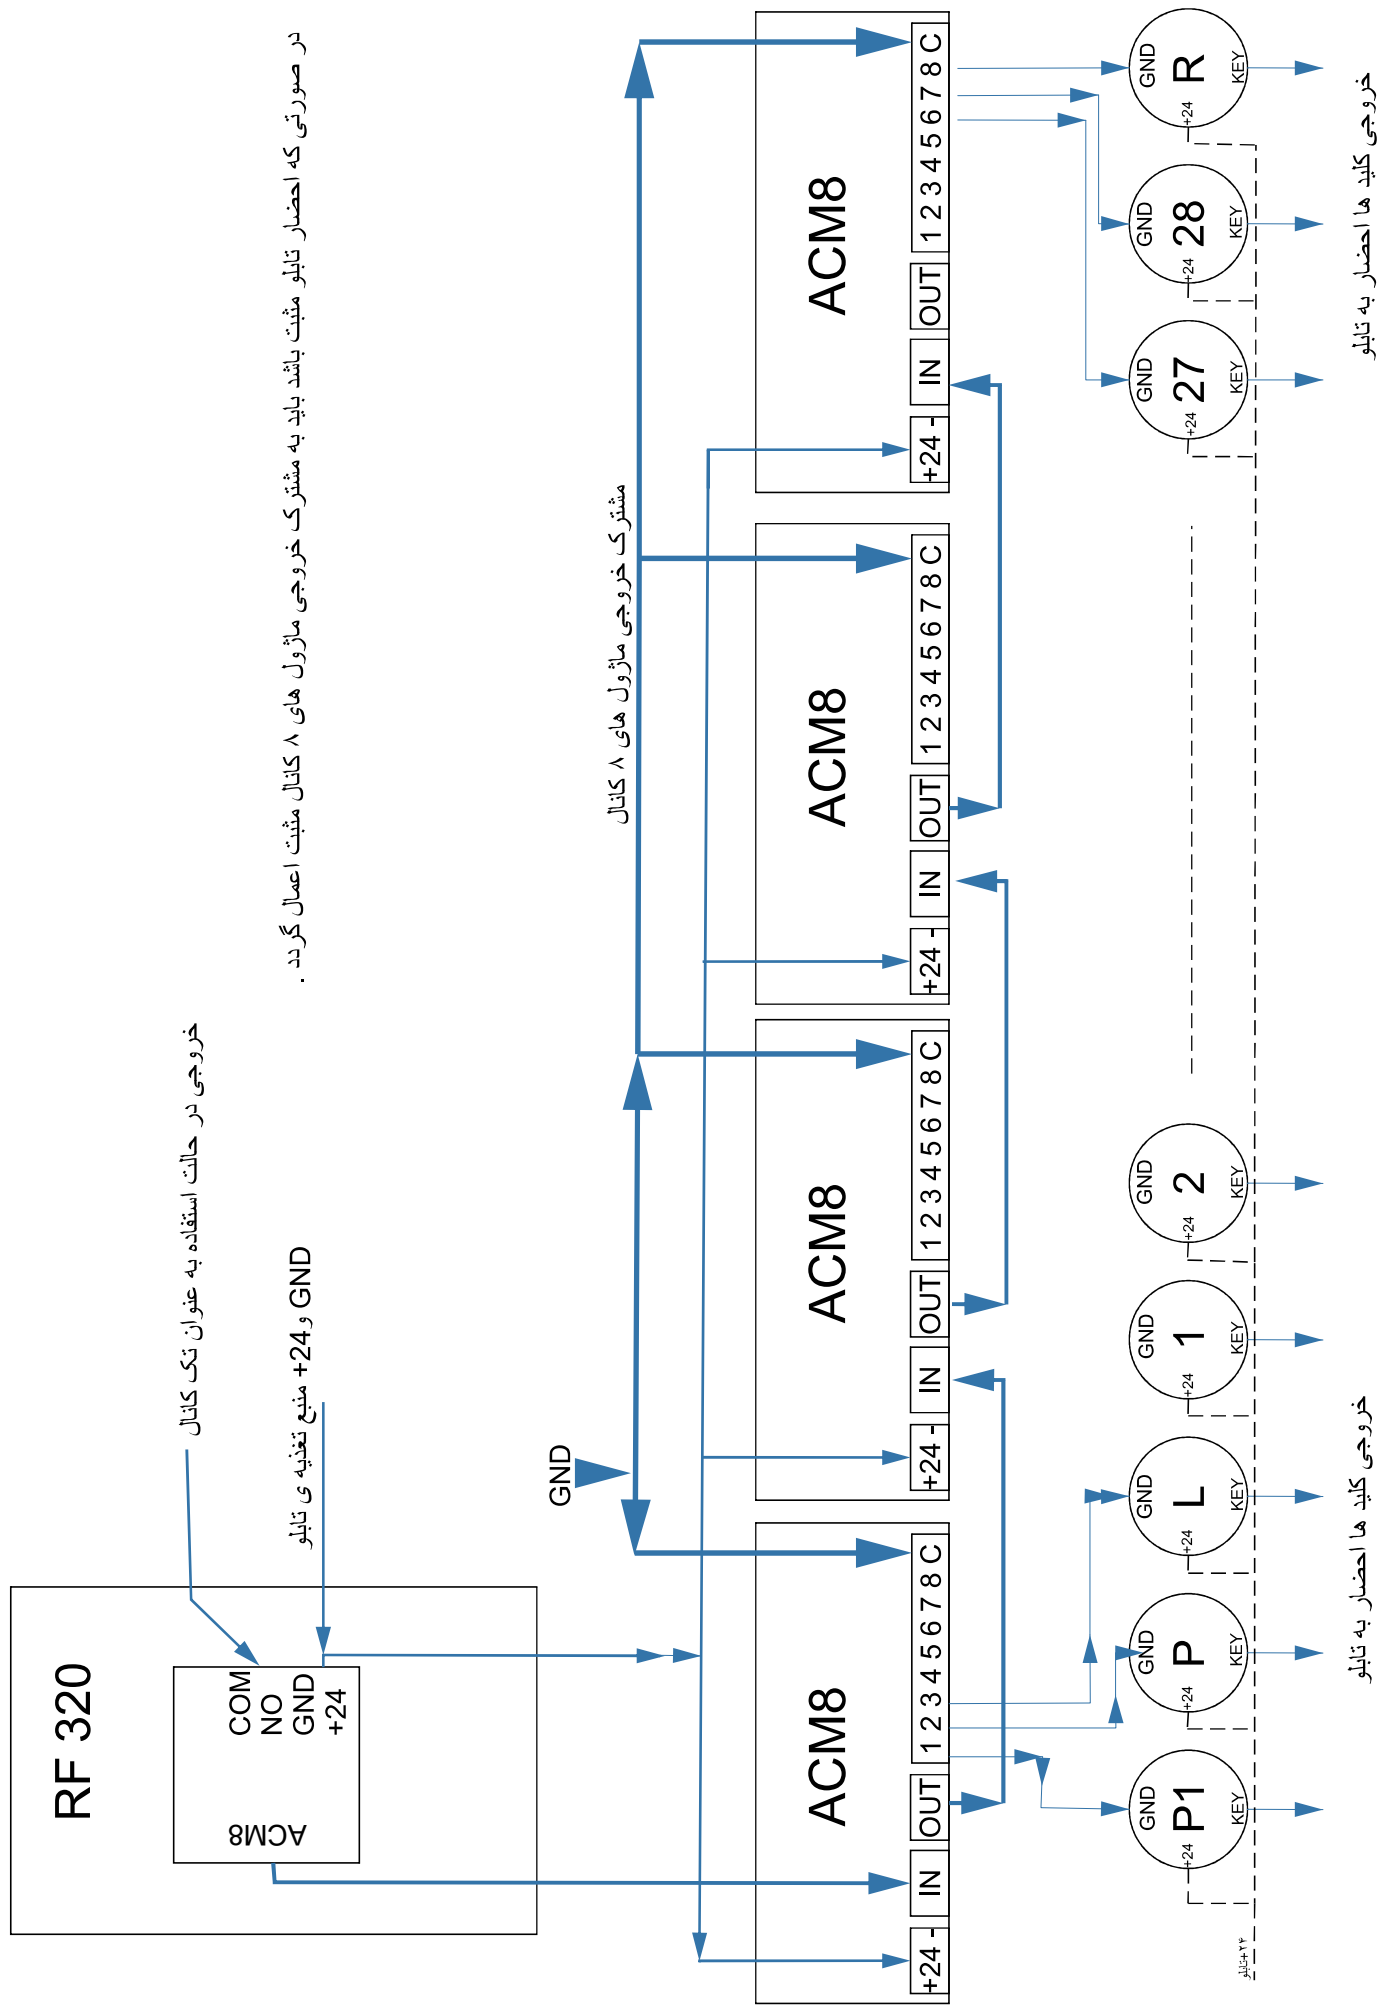 RF 320
ACM8
COM
NO
GND
+24
خروجی در حالت استفاده به عنوان تک کانال
GND و +24 منبع تغذیه ی تابلو
در صورتی که احضار تابلو مثبت باشد باید به مشترک خروجی ماژول های ۸ کانال مثبت اعمال گردد .
GND
مشترک خروجی ماژول های ۸ کانال
ACM8
+24 -
IN
OUT
1 2 3 4 5 6 7 8 C
ACM8
+24 -
IN
OUT
1 2 3 4 5 6 7 8 C
ACM8
+24 -
IN
OUT
1 2 3 4 5 6 7 8 C
ACM8
+24 -
IN
OUT
1 2 3 4 5 6 7 8 C
GND
P1
+24
KEY
GND
P
+24
KEY
GND
L
+24
KEY
GND
1
+24
KEY
GND
2
+24
KEY
GND
27
+24
KEY
GND
28
+24
KEY
GND
R
+24
KEY
+۲۴تابلو
خروجی کلید ها احضار به تابلو
خروجی کلید ها احضار به تابلو